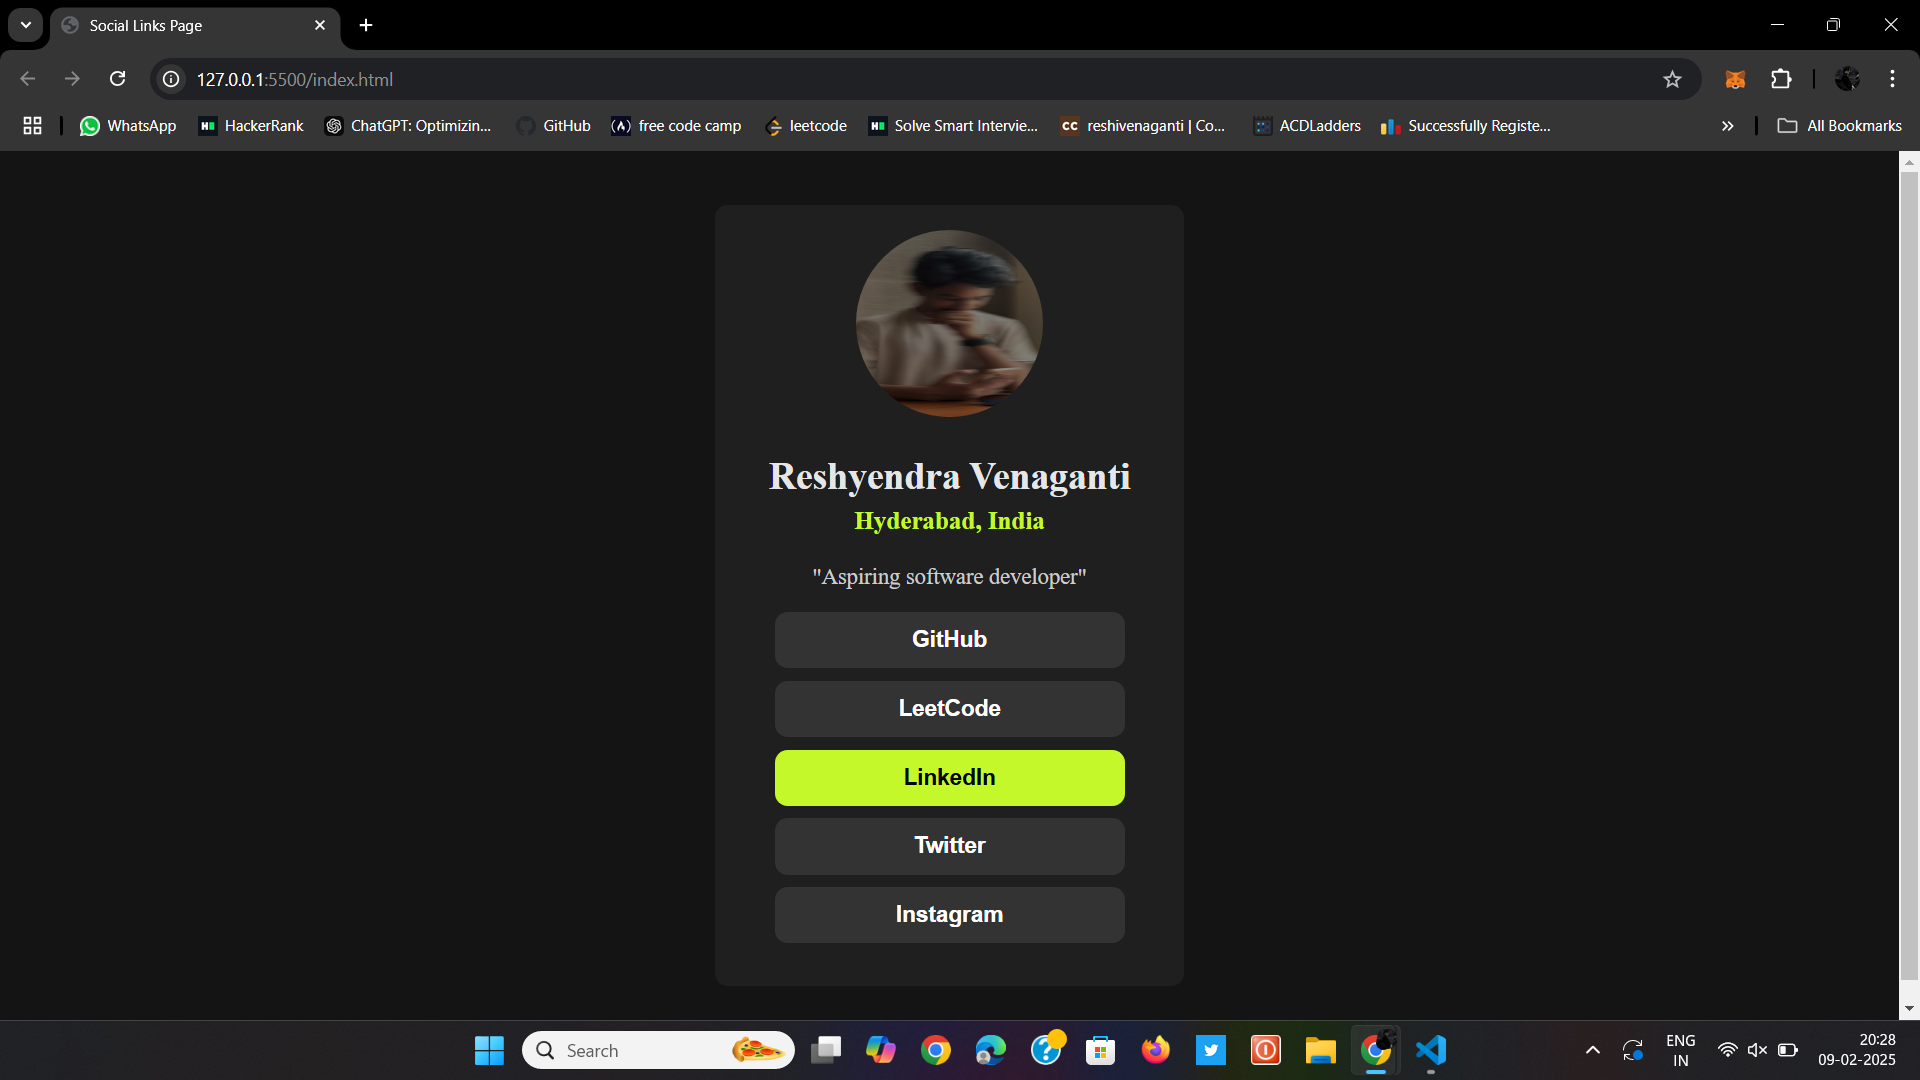 Social Links Page
127.0.0.1:5500/index.html
WhatsApp HackerRank ChatGPT: Optimizin... GitHub free code camp leetcode Solve Smart Intervie... CC reshivenaganti | Co... ACDLadders Successfully Registe... All Bookmarks
Reshyendra Venaganti
Hyderabad, India
"Aspiring software developer"
GitHub
LeetCode
LinkedIn
Twitter
Instagram
Search
ENG
IN
20:28
09-02-2025